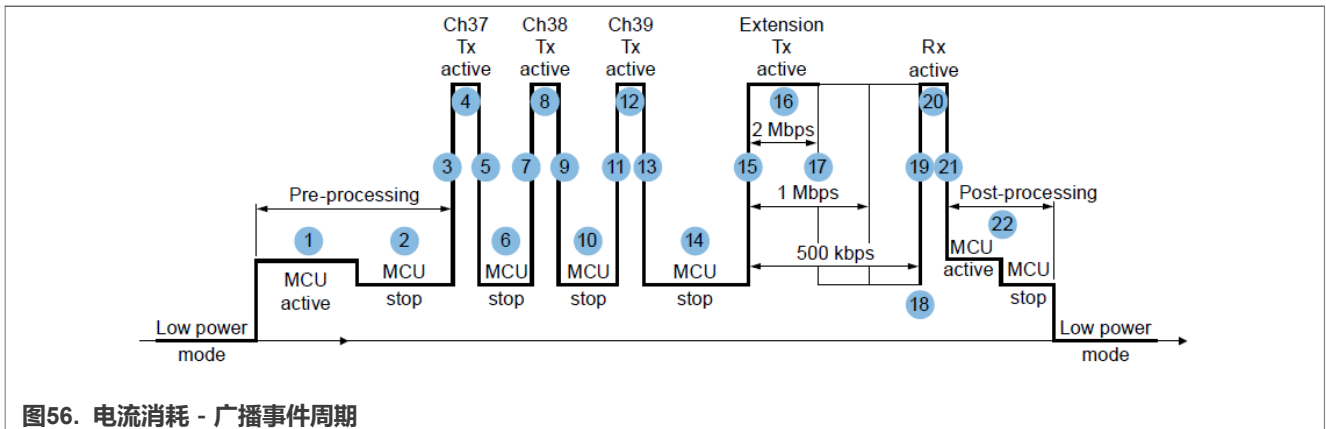 Ch37 Ch38 Ch39 Extension
Tx Tx Tx Tx Rx
active active active active active
4 8 12 16 20
2 Mbps
3 5 7 9 11 13 15 17 19 21
Pre-processing 1 Mbps Post-processing
1 2 6 10 14 22
500 kbps
MCU MCU MCU MCU MCU MCU MCU
active stop stop stop stop active stop
18
Low power Low power
mode mode
图56. 电流消耗 - 广播事件周期